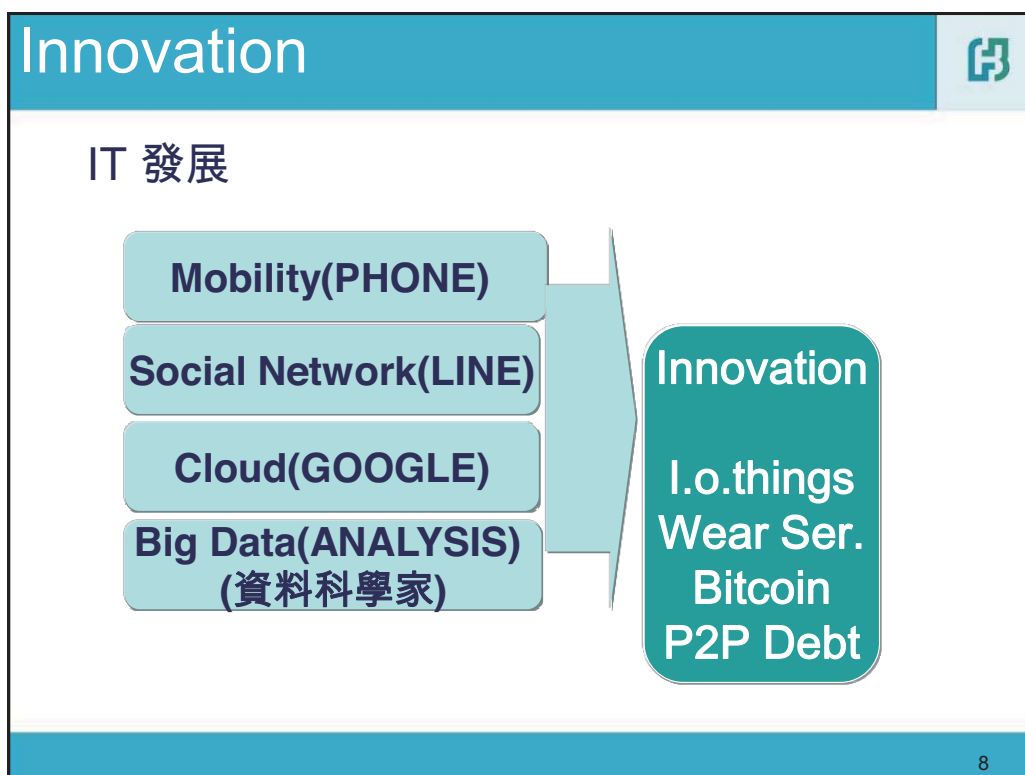 Innovation
IT 發展
Mobility(PHONE)
Social Network(LINE)
Cloud(GOOGLE)
Big Data(ANALYSIS)
(資料科學家)
Innovation
I.o.things
Wear Ser.
Bitcoin
P2P Debt
8